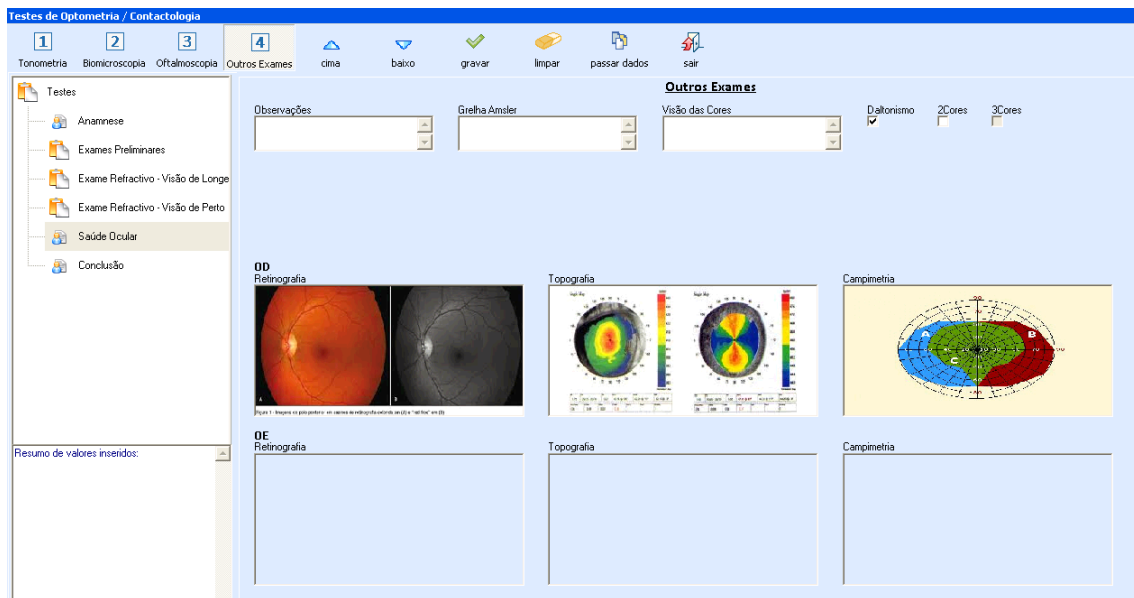 Testes de Optometria / Contactologia
1 2 3 4
Tonometria Biomicroscopia Oftalmoscopia Outros Exames cima baixo gravar limpar passar dados sair
Testes
Anamnese
Exames Preliminares
Exame Refractivo - Visão de Longe
Exame Refractivo - Visão de Perto
Saúde Ocular
Conclusão
Resumo de valores inseridos:
Outros Exames
Observações Grelha Amsler Visão das Cores Daltonismo 2Cores 3Cores
OD
Retinografia Topografia Campimetria
A B
A B C
OE
Retinografia Topografia Campimetria